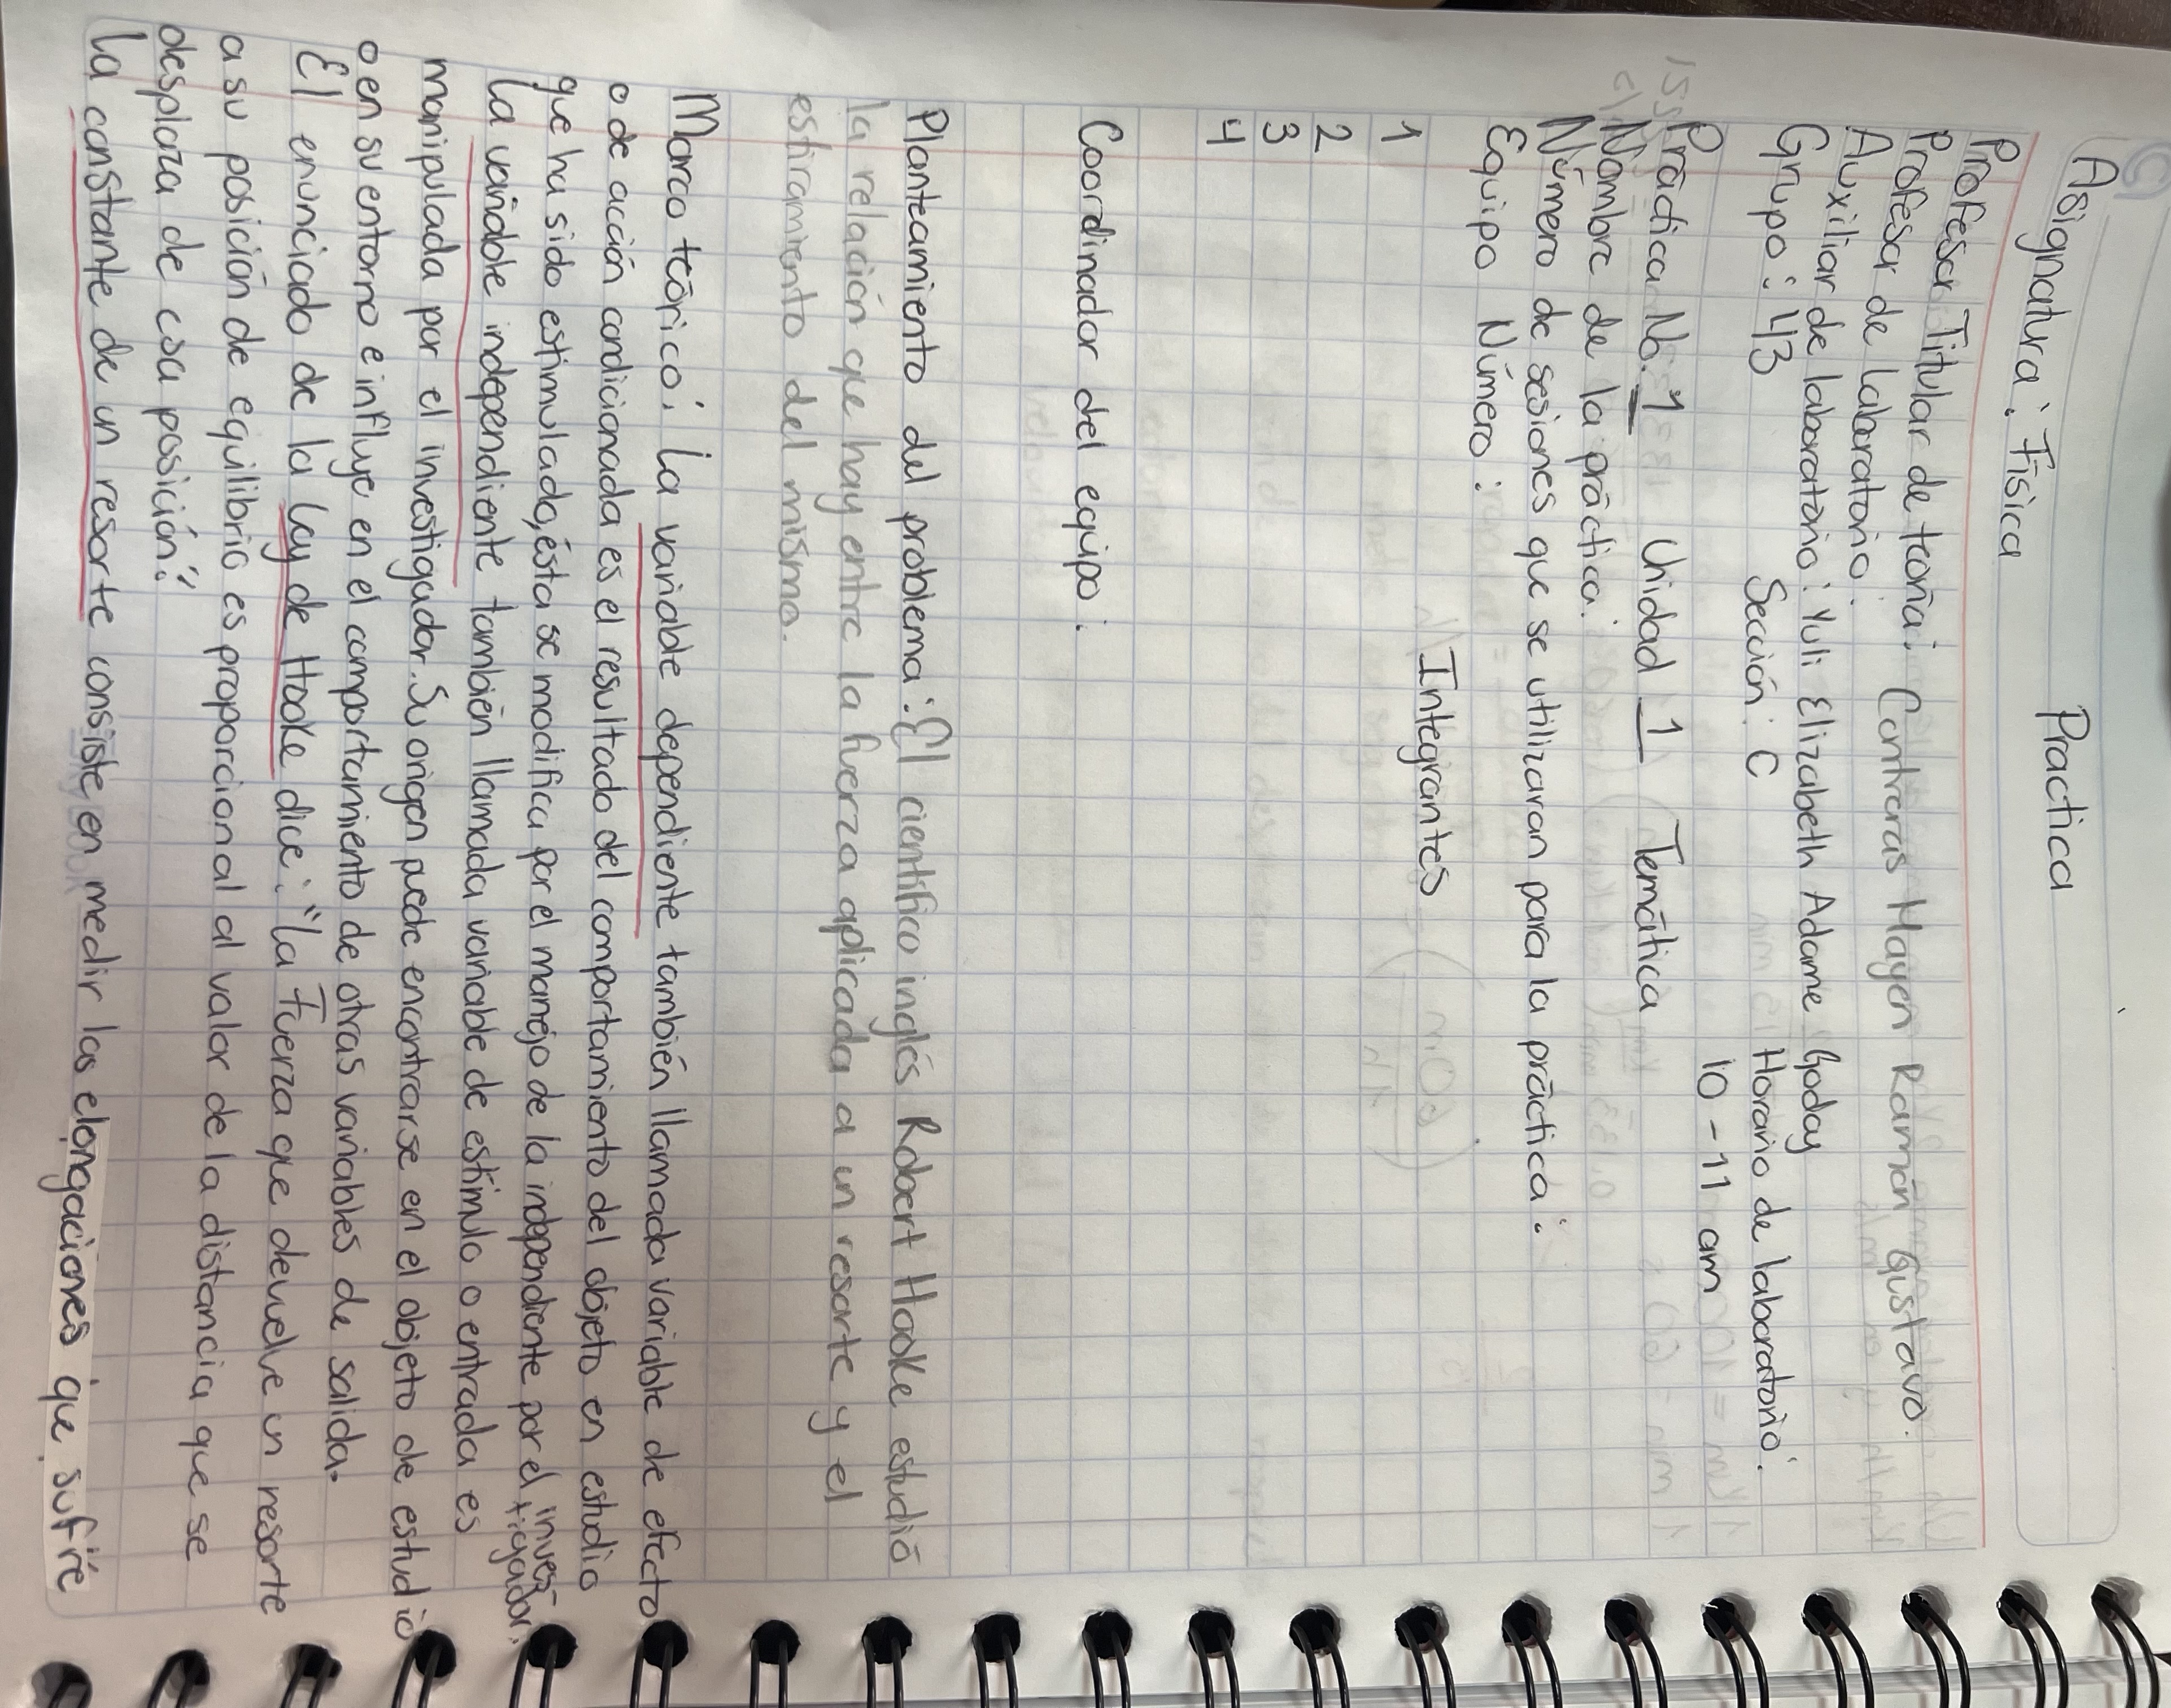 Practica
Asignatura: Física
Profesor Titular de teoría: Contreras Hayen Ramón Gustavo.
Profesor de laboratorio:
Auxiliar de laboratorio: Yuli Elizabeth Adame Goday
Grupo: 43 Sección: C Horario de laboratorio:
10 - 11 am
Práctica No. 1 Unidad 1 Temática
Nombre de la práctica:
Número de sesiones que se utilizaran para la práctica:
Equipo Número:
Integrantes
1
2
3
4
Coordinador del equipo:
Planteamiento del problema: El cientifico inglés Robert Hooke estudió
la relación que hay entre la fuerza aplicada a un resorte y el
estiramiento del mismo.
Marco teórico: La variable dependiente también llamada variable de efecto
o de acción condicionada es el resultado del comportamiento del objeto en estudio
que ha sido estimulado, ésta se modifica por el manejo de la independiente por el inves-
tigador.
La variable independiente también llamada variable de estímulo o entrada es
manipulada por el investigador. Su origen puede encontrarse en el objeto de estudio
o en su entorno e influye en el comportamiento de otras variables de salida.
El enunciado de la Ley de Hooke dice: "La Fuerza que devuelve un resorte
a su posición de equilibrio es proporcional al valor de la distancia que se
desplaza de esa posición."
La constante de un resorte consiste en medir las elongaciones que sufre